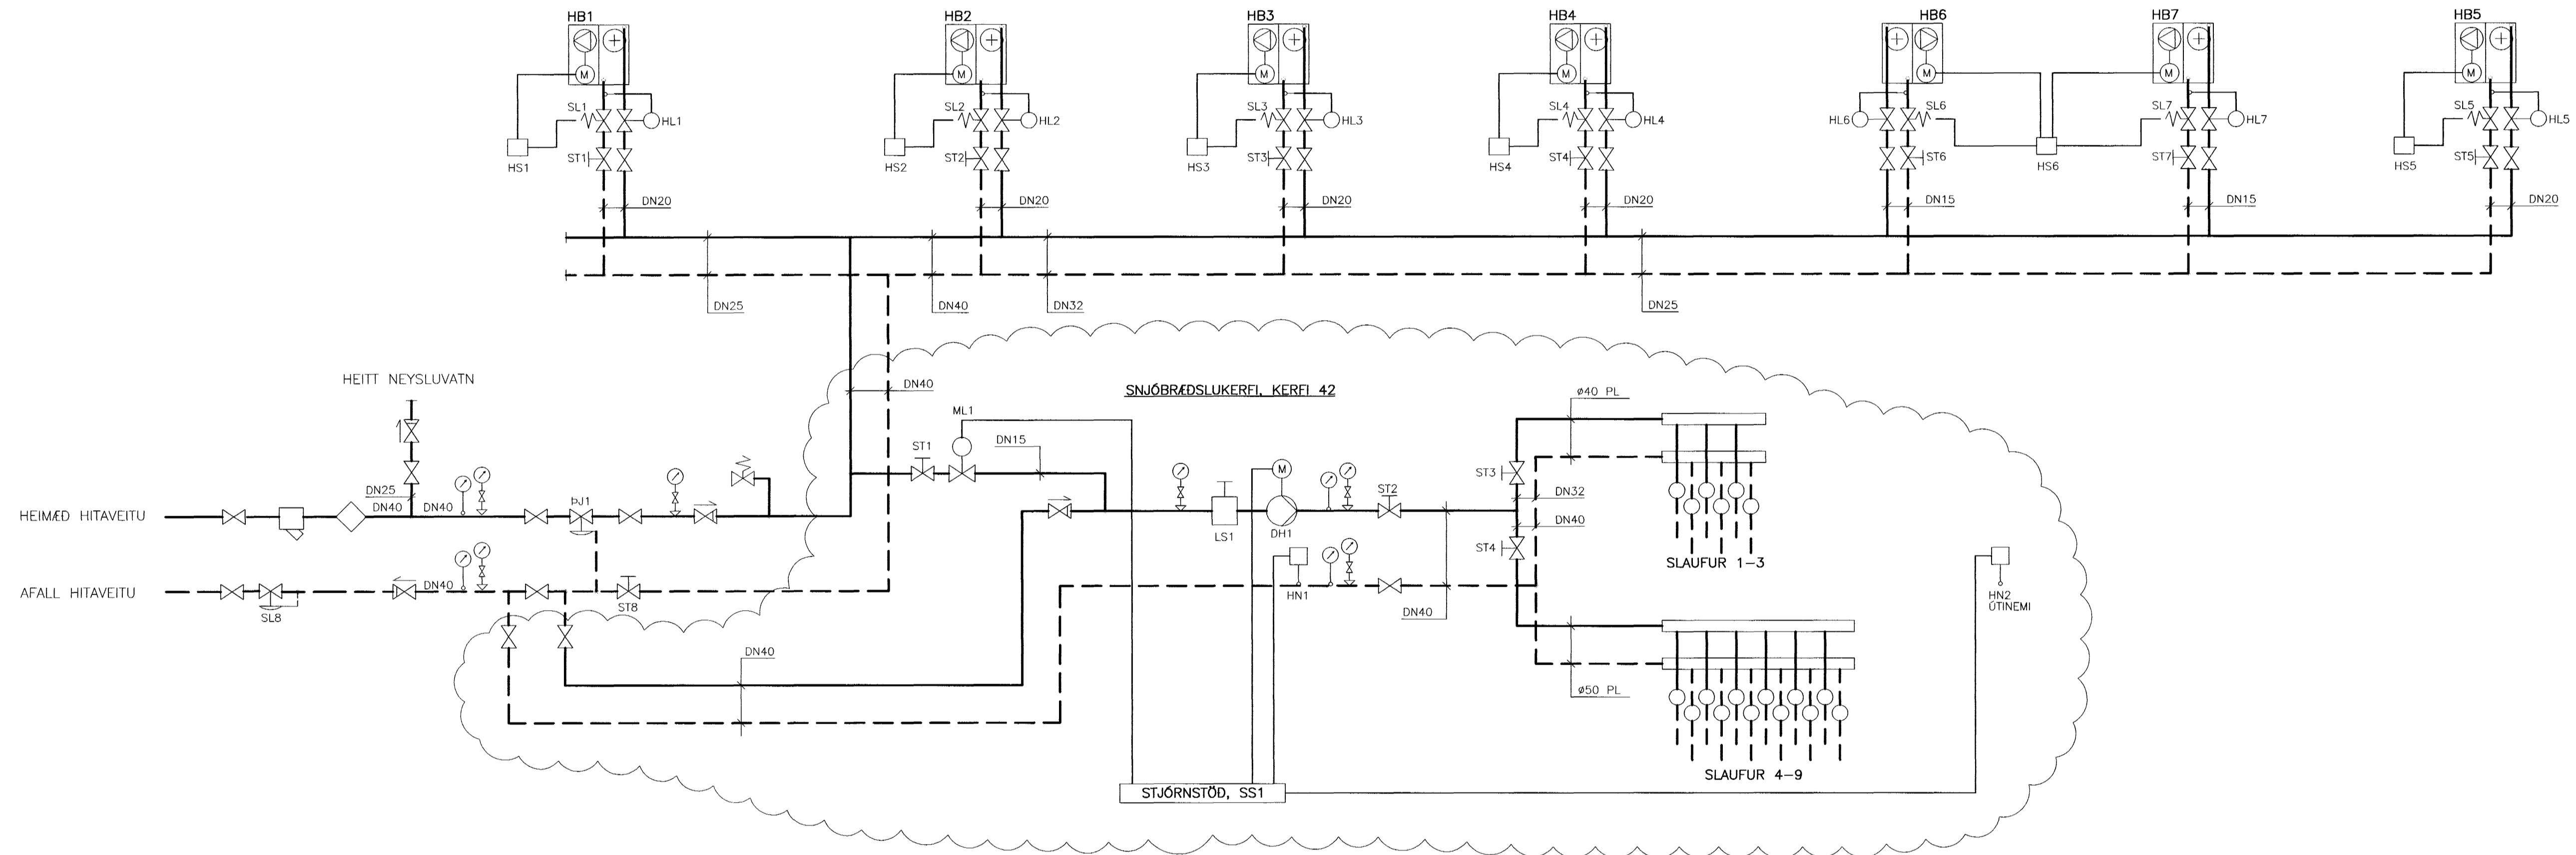 HB1
HB2
HB3
HB4
HB6
HB7
HB5
M
M
M
M
M
M
M
SL1
HL1
SL2
HL2
SL3
HL3
SL4
HL4
HL6
SL6
SL7
HL7
SL5
HL5
HS1
ST1
HS2
ST2
HS3
ST3
HS4
ST4
ST6
HS6
ST7
HS5
ST5
DN20
DN20
DN20
DN20
DN15
DN15
DN20
DN25
DN40
DN32
DN25
HEITT NEYSLUVATN
DN40
SNJÓBRÆÐSLUKERFI, KERFI 42
ø40 PL
ML1
ST1
DN15
ST3
M
ST2
DN25
DN40
DN40
ÞJ1
DN32
HEIMÆÐ HITAVEITU
DN40
LS1
DH1
ST4
SLAUFUR 1-3
AFALL HITAVEITU
DN40
SL8
ST8
HN1
DN40
HN2
ÚTINEMI
DN40
ø50 PL
SLAUFUR 4-9
STJÓRNSTÖÐ, SS1